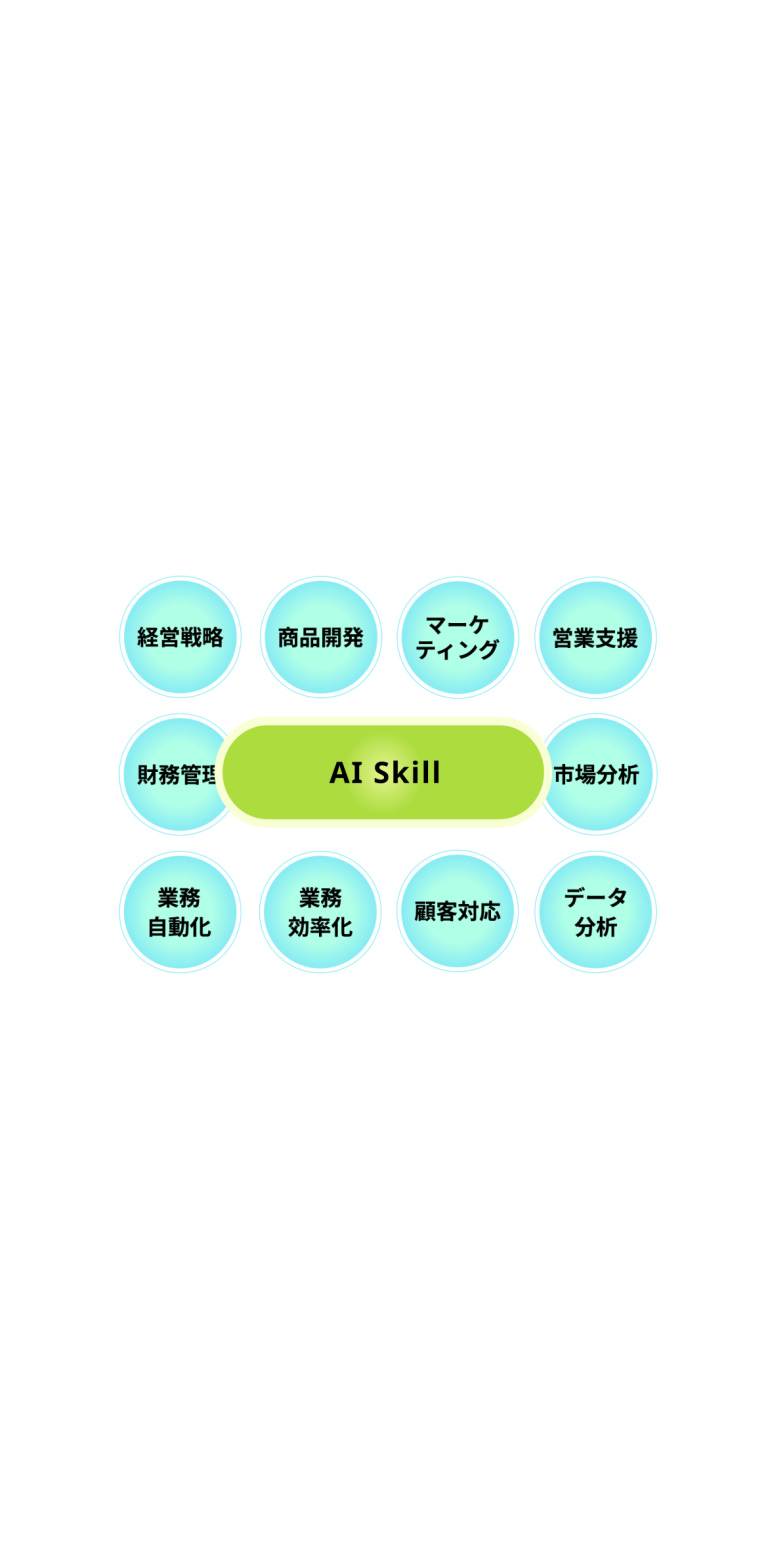 経営戦略
商品開発
マーケ
ティング
営業支援
財務管理
AI Skill
市場分析
業務
自動化
業務
効率化
顧客対応
データ
分析